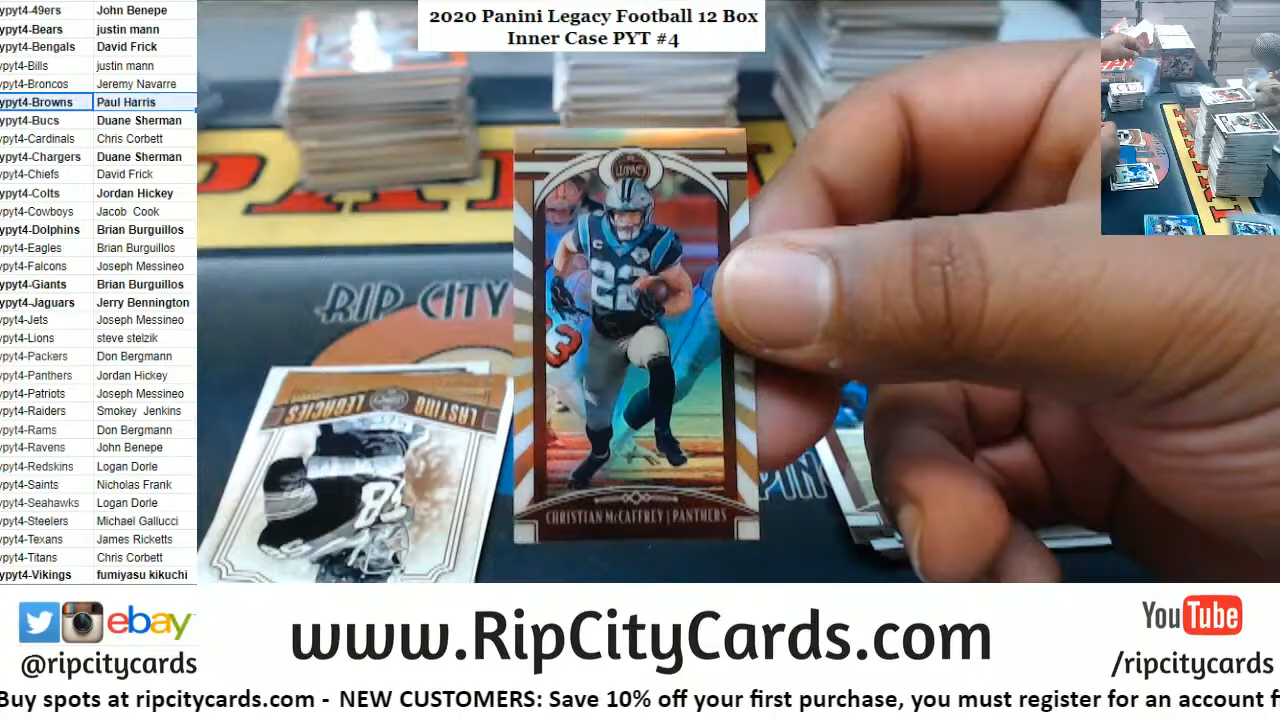 ypyt4-49ers John Benepe
ypyt4-Bears justin mann
ypyt4-Bengals David Frick
ypyt4-Bills justin mann
ypyt4-Broncos Jeremy Navarre
ypyt4-Browns Paul Harris
ypyt4-Bucs Duane Sherman
ypyt4-Cardinals Chris Corbett
ypyt4-Chargers Duane Sherman
ypyt4-Chiefs David Frick
ypyt4-Colts Jordan Hickey
ypyt4-Cowboys Jacob Cook
ypyt4-Dolphins Brian Burguillos
ypyt4-Eagles Brian Burguillos
ypyt4-Falcons Joseph Messineo
ypyt4-Giants Brian Burguillos
ypyt4-Jaguars Jerry Bennington
ypyt4-Jets Joseph Messineo
ypyt4-Lions steve stelzik
ypyt4-Packers Don Bergmann
ypyt4-Panthers Jordan Hickey
ypyt4-Patriots Joseph Messineo
ypyt4-Raiders Smokey Jenkins
ypyt4-Rams Don Bergmann
ypyt4-Ravens John Benepe
ypyt4-Redskins Logan Dorle
ypyt4-Saints Nicholas Frank
ypyt4-Seahawks Logan Dorle
ypyt4-Steelers Michael Gallucci
ypyt4-Texans James Ricketts
ypyt4-Titans Chris Corbett
ypyt4-Vikings fumiyasu kikuchi
2020 Panini Legacy Football 12 Box
Inner Case PYT #4
RIP CITY
LEGACY
22
CHRISTIAN McCAFFREY | PANTHERS
LASTING LEGACIES
ebay
@ripcitycards
www.RipCityCards.com
YouTube
/ripcitycards
Buy spots at ripcitycards.com - NEW CUSTOMERS: Save 10% off your first purchase, you must register for an account f